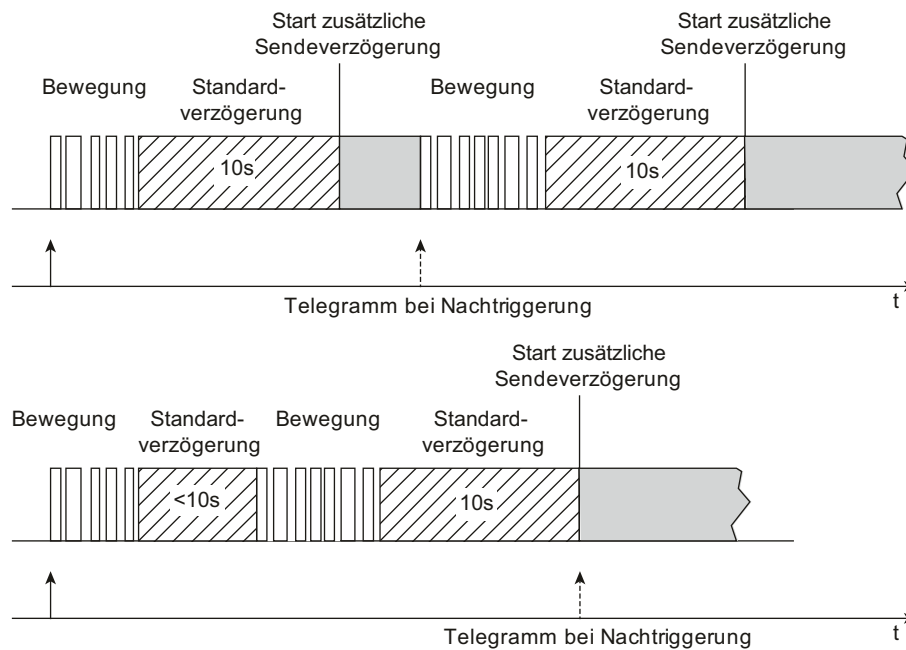 Start zusätzliche
Sendeverzögerung
Start zusätzliche
Sendeverzögerung
Bewegung
Standard-
verzögerung
Bewegung
Standard-
verzögerung
10s
10s
Telegramm bei Nachtriggerung
t
Start zusätzliche
Sendeverzögerung
Bewegung
Standard-
verzögerung
Bewegung
Standard-
verzögerung
<10s
10s
Telegramm bei Nachtriggerung
t